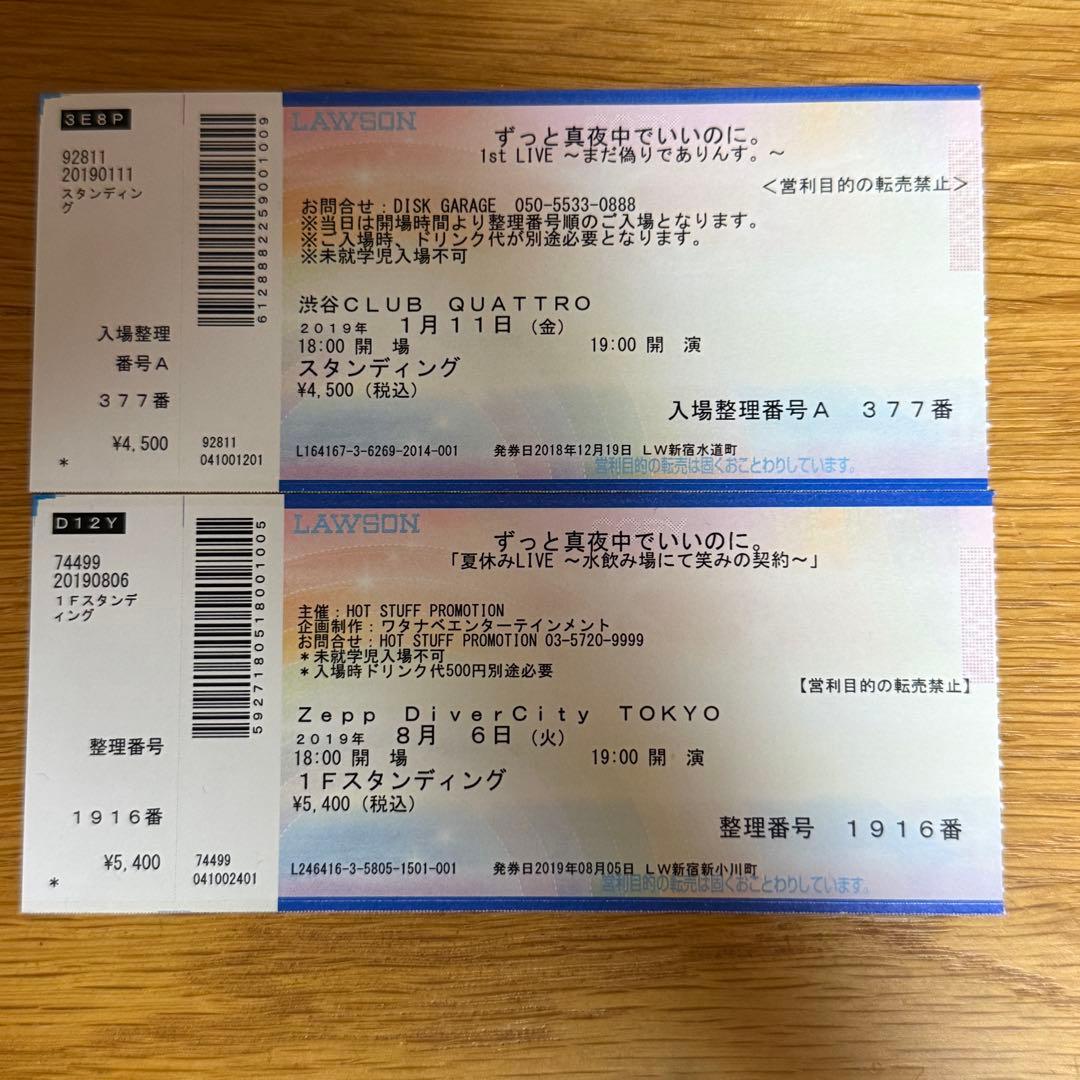 3E8P
92811
20190111
スタンディン
グ
入場整理
番号A
377番
¥4,500
*
6128882259001009
92811
041001201
LAWSON
ずっと真夜中でいいのに。
1st LIVE ～まだ偽りでありんす。～
＜営利目的の転売禁止＞
お問合せ：DISK GARAGE 050-5533-0888
※当日は開場時間より整理番号順のご入場となります。
※ご入場時、ドリンク代が別途必要となります。
※未就学児入場不可
渋谷CLUB QUATTRO
2019年 1月11日（金）
18:00 開 場 19:00 開 演
スタンディング
¥4,500（税込）
入場整理番号A 377番
L164167-3-6269-2014-001 発券日2018年12月19日 LW新宿水道町
営利目的の転売は固くおことわりしています。
D12Y
74499
20190806
1Fスタンデ
ィング
整理番号
1916番
¥5,400
*
5927180518001005
74499
041002401
LAWSON
ずっと真夜中でいいのに。
「夏休みLIVE ～水飲み場にて笑みの契約～」
主催：HOT STUFF PROMOTION
企画制作：ワタナベエンターテインメント
お問合せ：HOT STUFF PROMOTION 03-5720-9999
＊未就学児入場不可
＊入場時ドリンク代500円別途必要
【営利目的の転売禁止】
Zepp DiverCity TOKYO
2019年 8月 6日（火）
18:00 開 場 19:00 開 演
1Fスタンディング
¥5,400（税込）
整理番号 1916番
L246416-3-5805-1501-001 発券日2019年08月05日 LW新宿新小川町
営利目的の転売は固くおことわりしています。